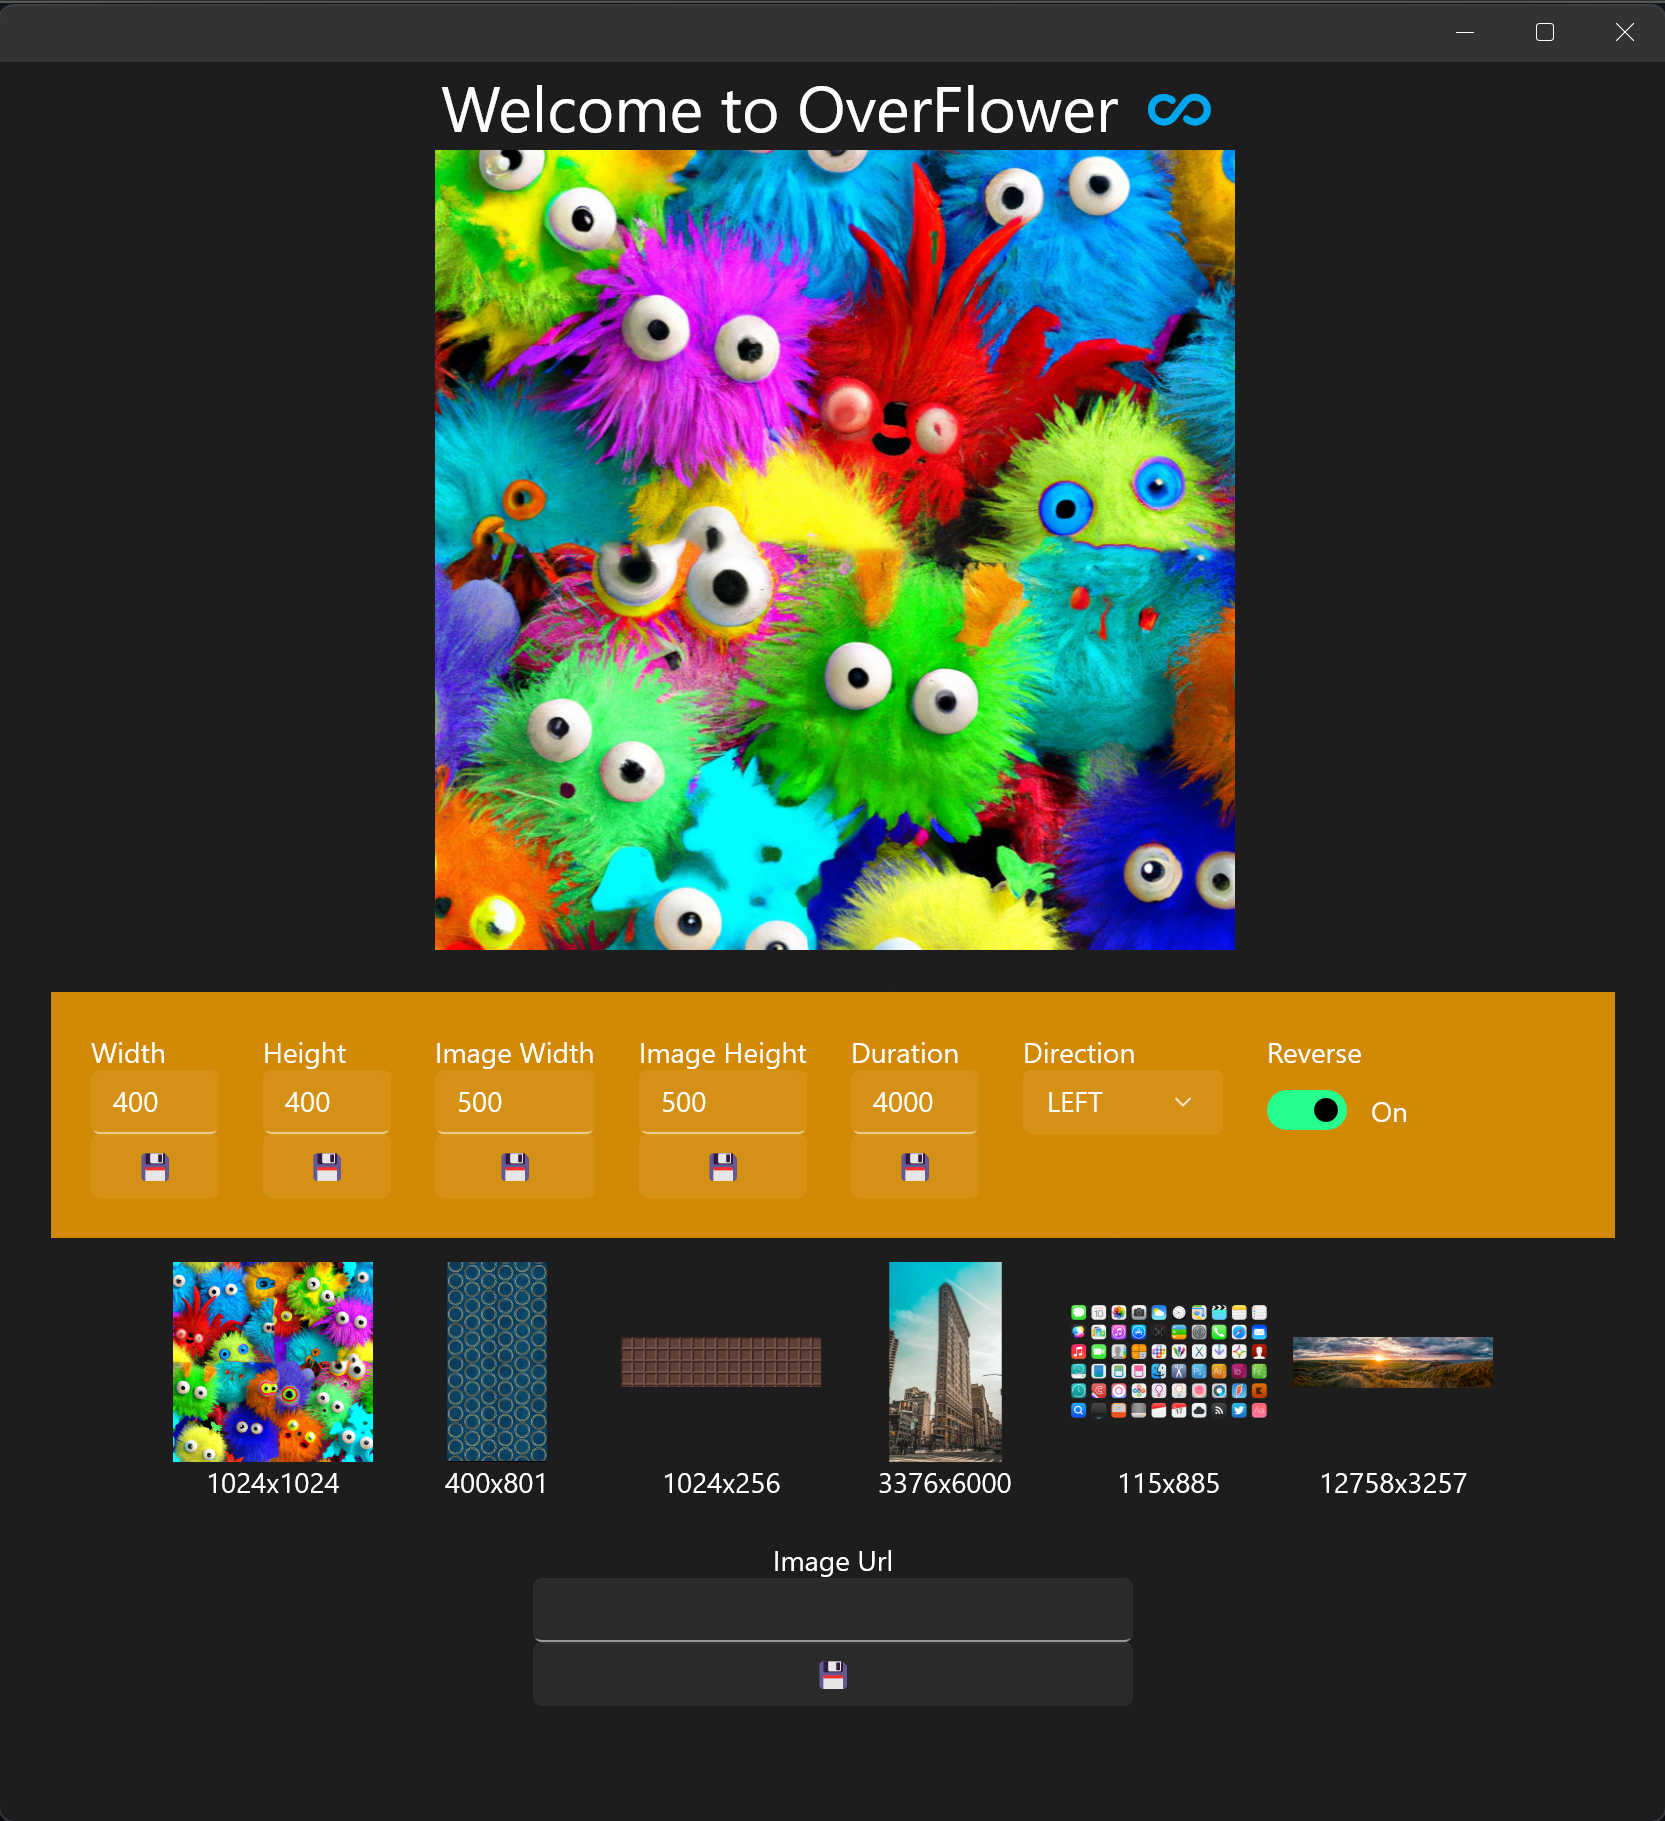 Welcome to OverFlower
Width Height Image Width Image Height Duration Direction Reverse
400 400 500 500 4000 LEFT On
1024x1024 400x801 1024x256 3376x6000 115x885 12758x3257
Image Url